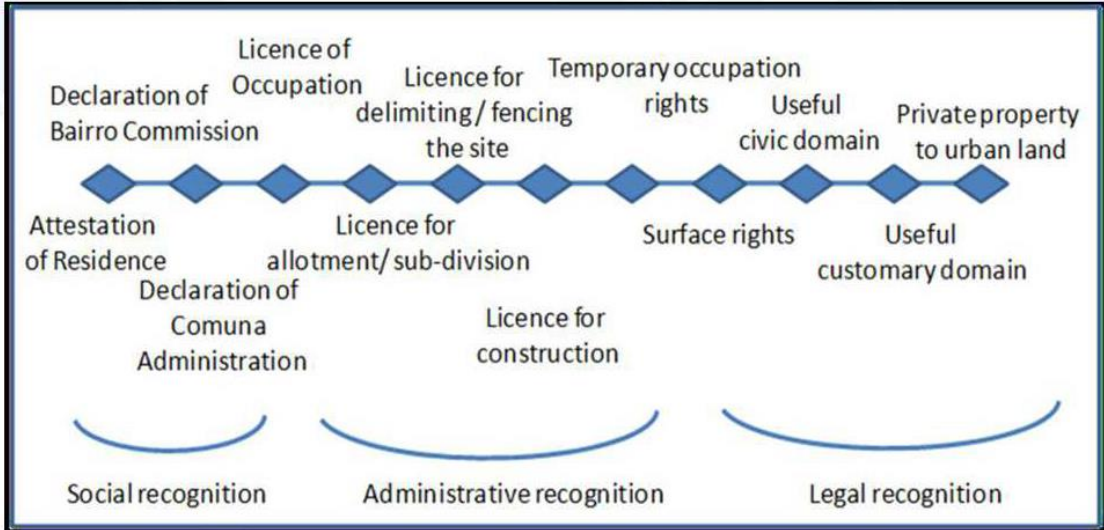 Declaration of
Bairro Commission
Licence of
Occupation
Licence for
delimiting/ fencing
the site
Temporary occupation
rights
Useful
civic domain
Private property
to urban land
Attestation
of Residence
Declaration of
Comuna
Administration
Licence for
allotment/ sub-division
Licence for
construction
Surface rights
Useful
customary domain
Social recognition
Administrative recognition
Legal recognition